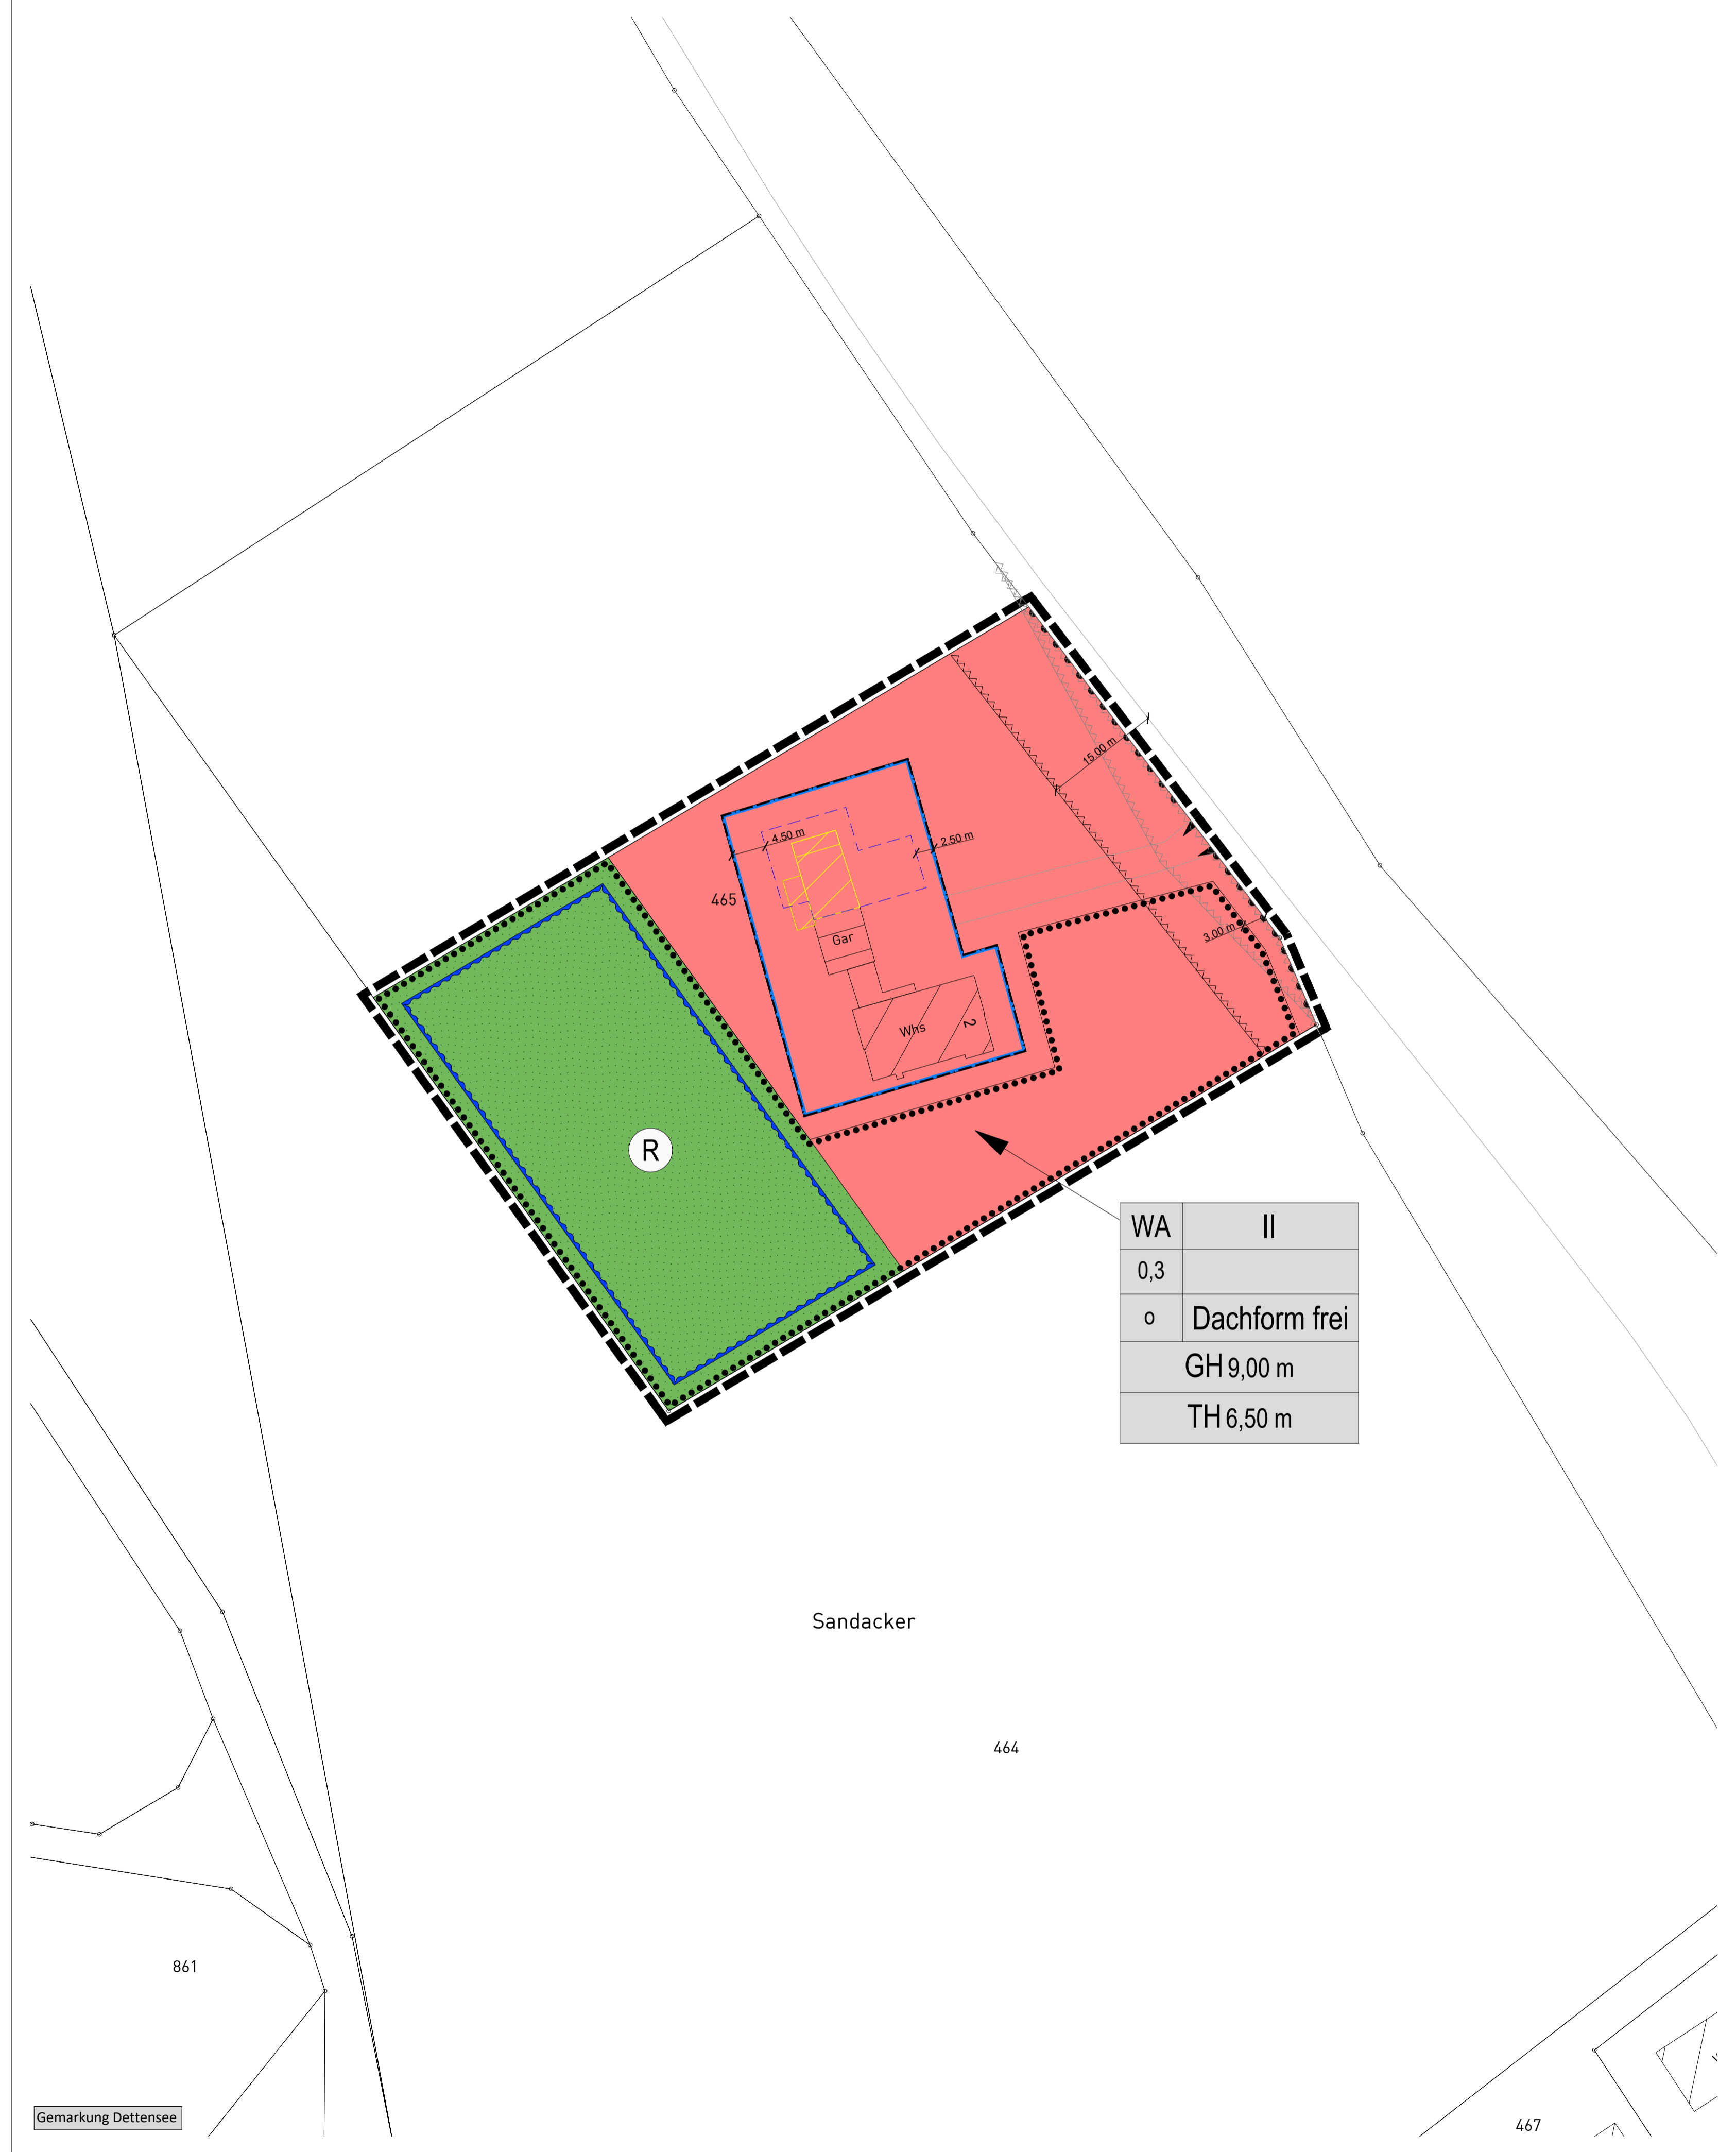 15.00 m
4.50 m
2.50 m
465
3.00 m
Gar
Whs
2
R
WA
II
0,3
o
Dachform frei
GH 9,00 m
TH 6,50 m
Sandacker
464
861
Gemarkung Dettensee
467